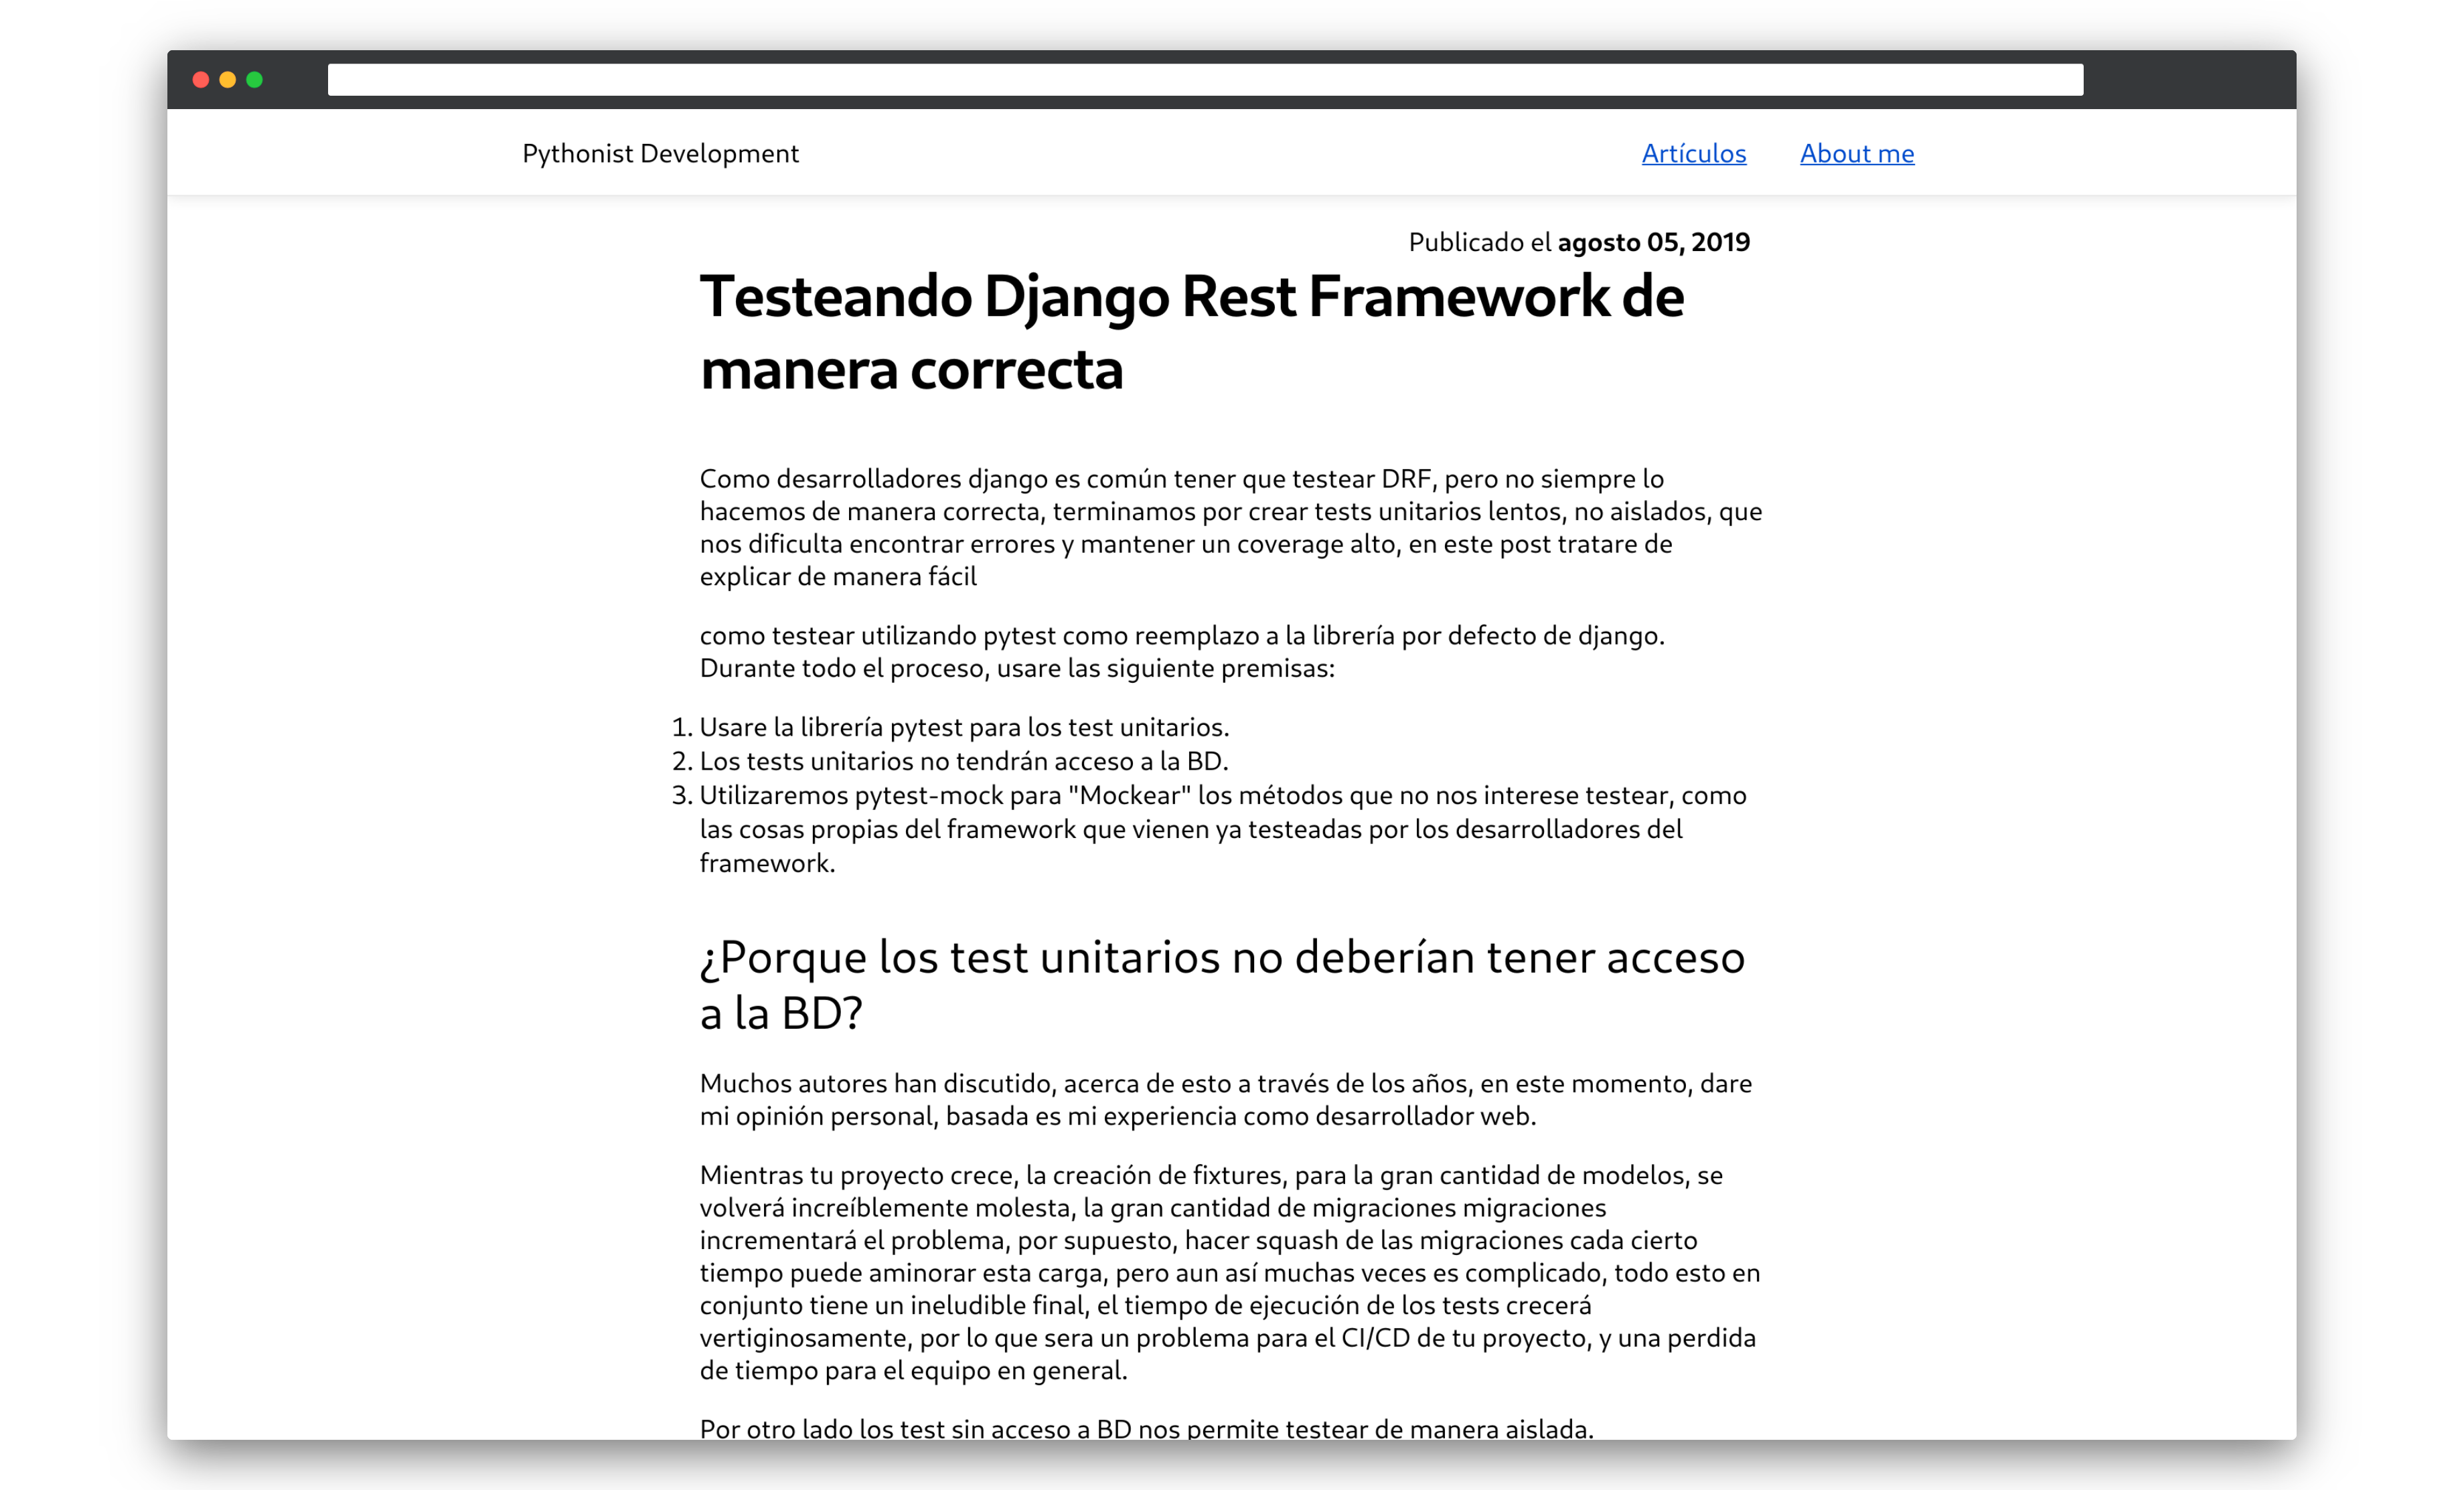 Pythonist Development
Artículos
About me
Publicado el agosto 05, 2019
Testeando Django Rest Framework de
manera correcta
Como desarrolladores django es común tener que testear DRF, pero no siempre lo
hacemos de manera correcta, terminamos por crear tests unitarios lentos, no aislados, que
nos dificulta encontrar errores y mantener un coverage alto, en este post tratare de
explicar de manera fácil
como testear utilizando pytest como reemplazo a la librería por defecto de django.
Durante todo el proceso, usare las siguiente premisas:
1. Usare la librería pytest para los test unitarios.
2. Los tests unitarios no tendrán acceso a la BD.
3. Utilizaremos pytest-mock para "Mockear" los métodos que no nos interese testear, como
las cosas propias del framework que vienen ya testeadas por los desarrolladores del
framework.
¿Porque los test unitarios no deberían tener acceso
a la BD?
Muchos autores han discutido, acerca de esto a través de los años, en este momento, dare
mi opinión personal, basada es mi experiencia como desarrollador web.
Mientras tu proyecto crece, la creación de fixtures, para la gran cantidad de modelos, se
volverá increíblemente molesta, la gran cantidad de migraciones migraciones
incrementará el problema, por supuesto, hacer squash de las migraciones cada cierto
tiempo puede aminorar esta carga, pero aun así muchas veces es complicado, todo esto en
conjunto tiene un ineludible final, el tiempo de ejecución de los tests crecerá
vertiginosamente, por lo que sera un problema para el CI/CD de tu proyecto, y una perdida
de tiempo para el equipo en general.
Por otro lado los test sin acceso a BD nos permite testear de manera aislada.